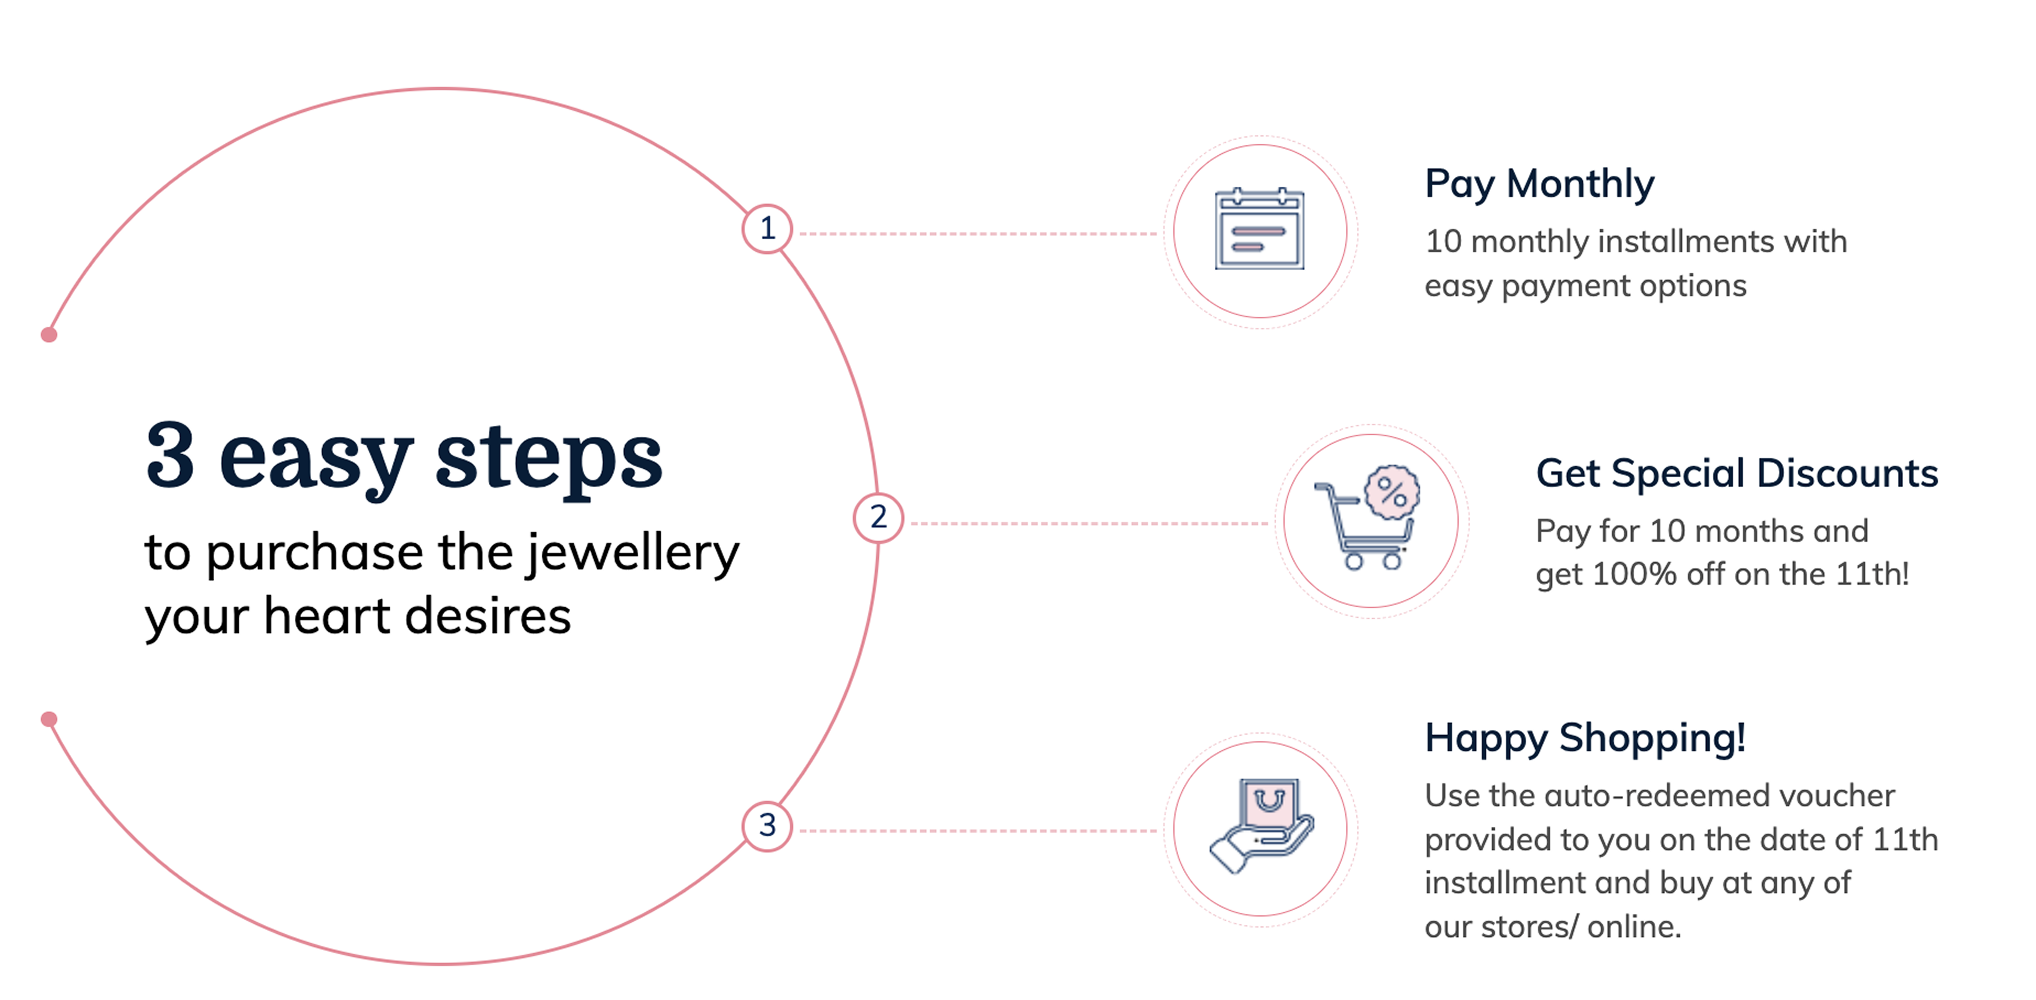 3 easy steps
to purchase the jewellery
your heart desires
1
Pay Monthly
10 monthly installments with
easy payment options
2
%
Get Special Discounts
Pay for 10 months and
get 100% off on the 11th!
3
Happy Shopping!
Use the auto-redeemed voucher
provided to you on the date of 11th
installment and buy at any of
our stores/ online.